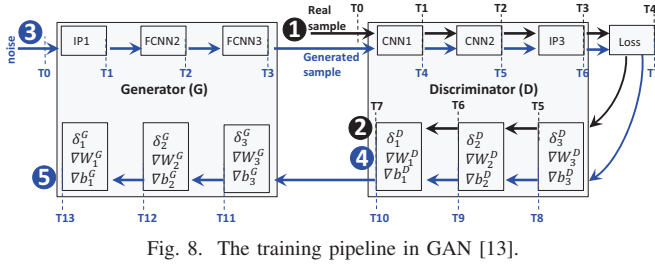 Real sample
T0 T1 T2 T3 T4
3 1
noise IP1 FCNN2 FCNN3 CNN1 CNN2 IP3 Loss
Generated sample
T0 T1 T2 T3 T4 T5 T6
Generator (G) Discriminator (D)
T7 T6 T5
2
4
5
δ₁ᴳ δ₂ᴳ δ₃ᴳ δ₁ᴰ δ₂ᴰ δ₃ᴰ
∇W₁ᴳ ∇W₂ᴳ ∇W₃ᴳ ∇W₁ᴰ ∇W₂ᴰ ∇W₃ᴰ
∇b₁ᴳ ∇b₂ᴳ ∇b₃ᴳ ∇b₁ᴰ ∇b₂ᴰ ∇b₃ᴰ
T13 T12 T11 T10 T9 T8
Fig. 8. The training pipeline in GAN [13].